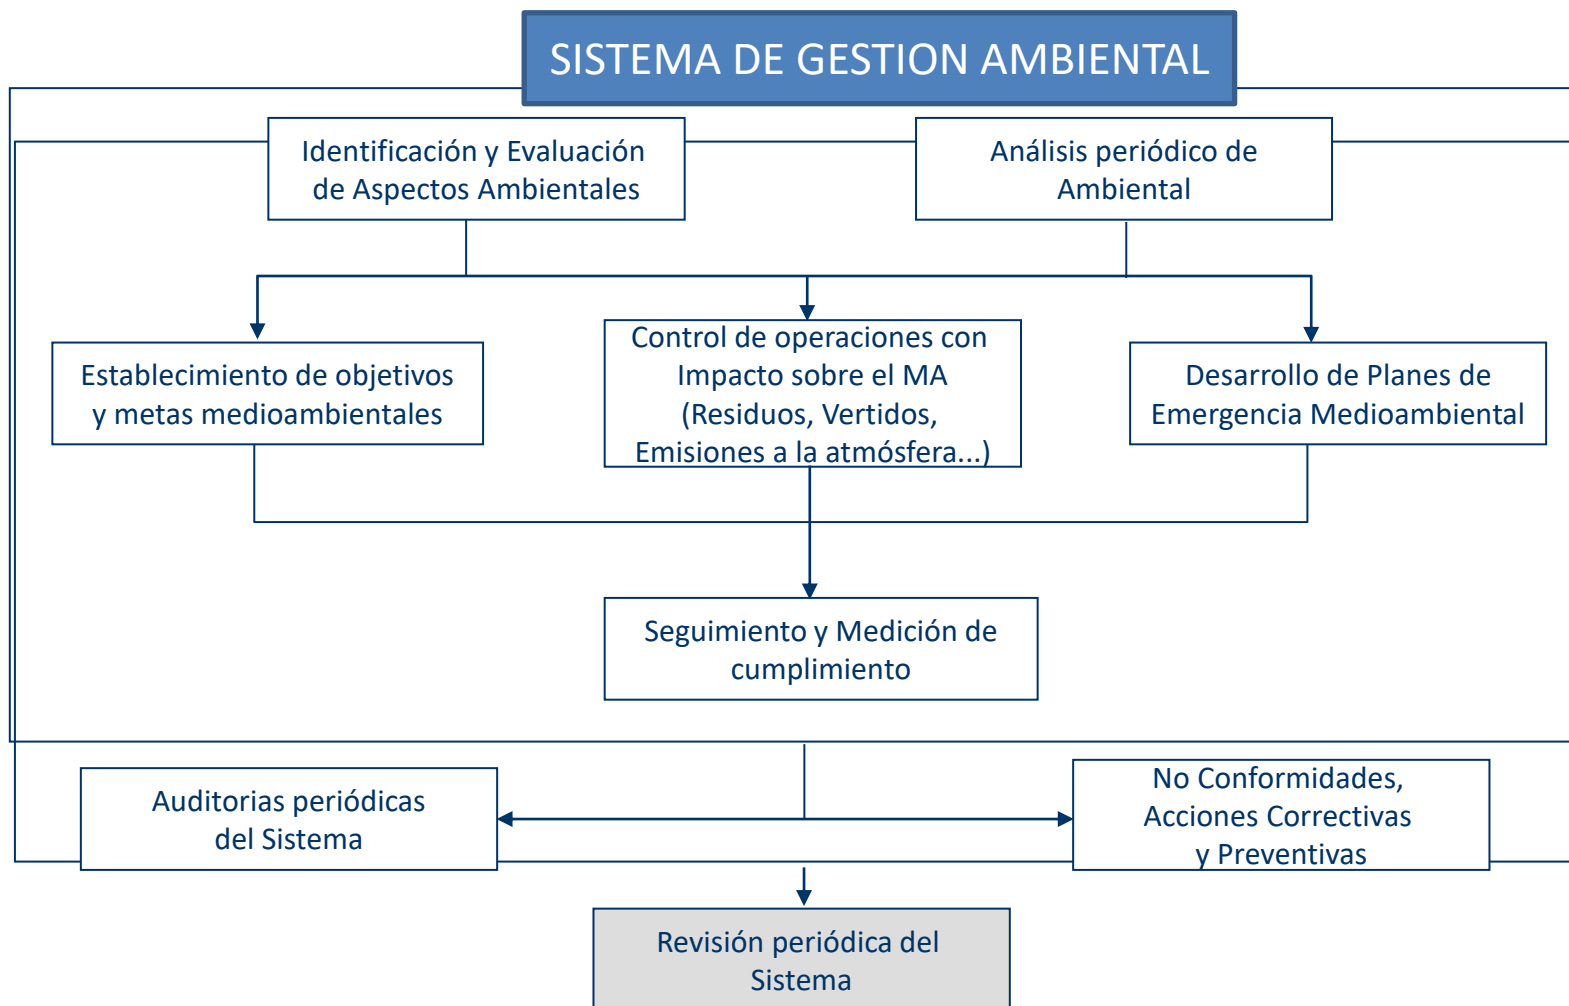 SISTEMA DE GESTION AMBIENTAL
Identificación y Evaluación
de Aspectos Ambientales
Análisis periódico de
Ambiental
Establecimiento de objetivos
y metas medioambientales
Control de operaciones con
Impacto sobre el MA
(Residuos, Vertidos,
Emisiones a la atmósfera...)
Desarrollo de Planes de
Emergencia Medioambiental
Seguimiento y Medición de
cumplimiento
Auditorias periódicas
del Sistema
No Conformidades,
Acciones Correctivas
y Preventivas
Revisión periódica del
Sistema